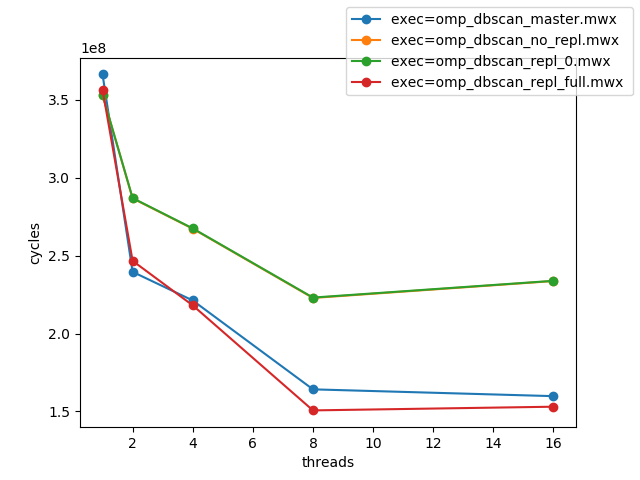 exec=omp_dbscan_master.mwx
exec=omp_dbscan_no_repl.mwx
exec=omp_dbscan_repl_0.mwx
exec=omp_dbscan_repl_full.mwx
1e8
3.5
3.0
2.5
2.0
1.5
cycles
2 4 6 8 10 12 14 16
threads